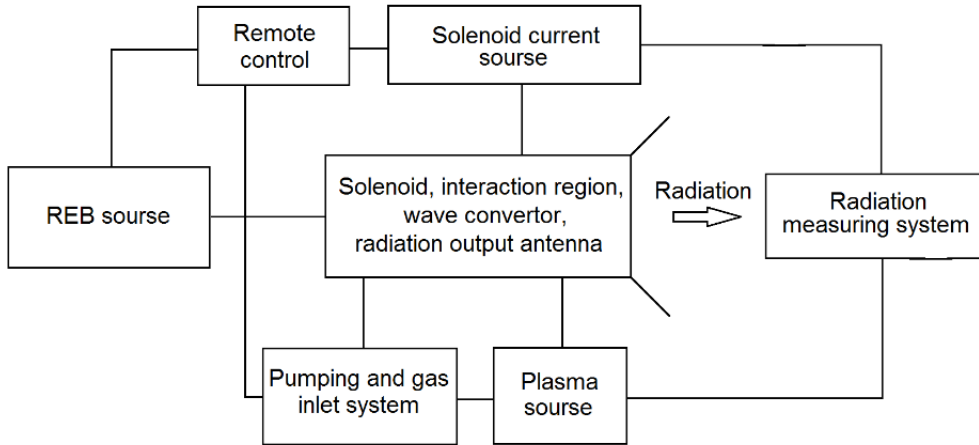 Remote
control
Solenoid current
sourse
REB sourse
Solenoid, interaction region,
wave convertor,
radiation output antenna
Radiation
Radiation
measuring system
Pumping and gas
inlet system
Plasma
sourse